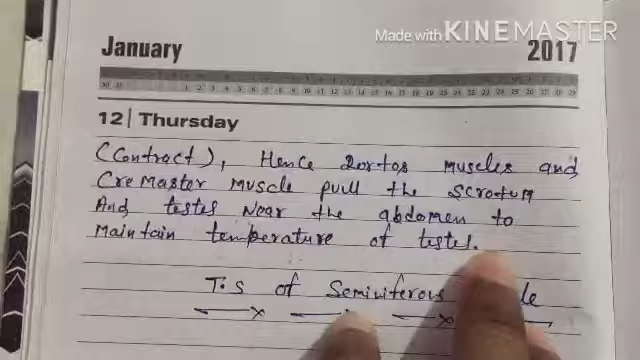 Made with KINEMASTER
January 2017
12 Thursday
(Contract), Hence Dortos muscles and
Cremaster muscle pull the scrotum
And testes Near the abdomen to
Maintain temperature of testes.
T.S of Seminiferous